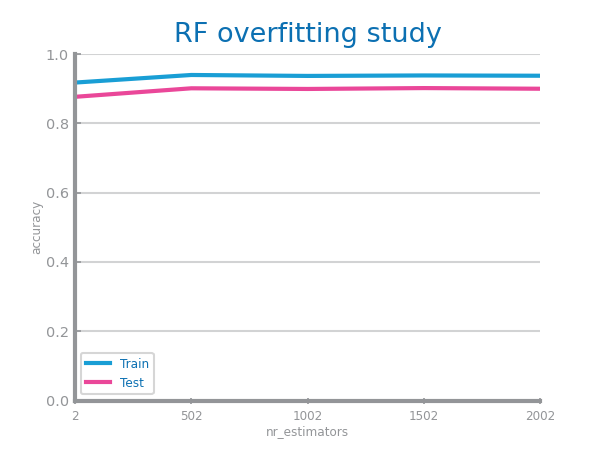 RF overfitting study
1.0
0.8
0.6
0.4
0.2
0.0
accuracy
Train
Test
2 502 1002 1502 2002
nr_estimators